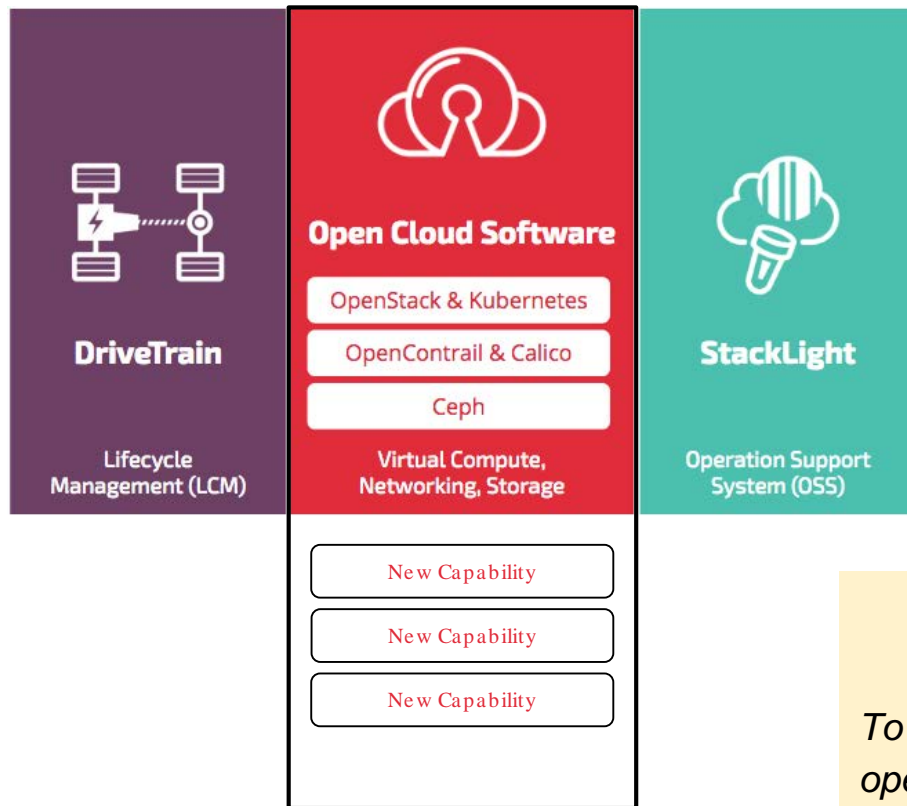 DriveTrain
Lifecycle
Management (LCM)
Open Cloud Software
OpenStack & Kubernetes
OpenContrail & Calico
Ceph
Virtual Compute,
Networking, Storage
StackLight
Operation Support
System (OSS)
New Capability
New Capability
New Capability
To
ope